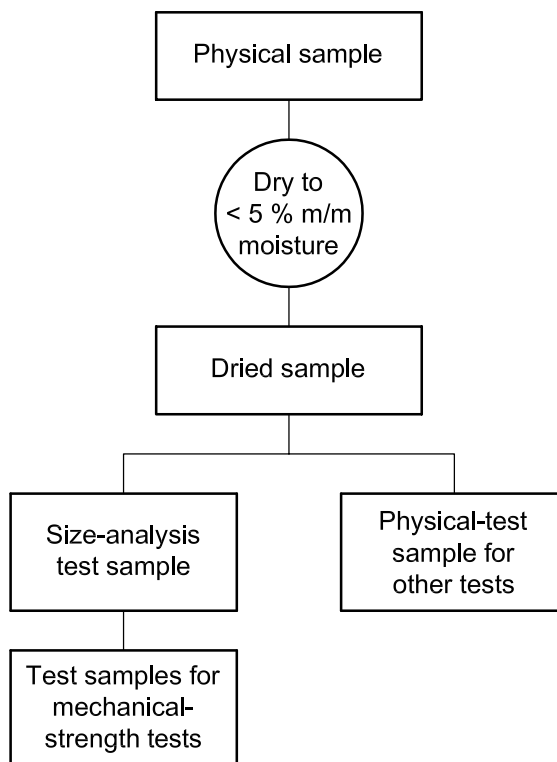 Physical sample
Dry to
< 5 % m/m
moisture
Dried sample
Size-analysis
test sample
Physical-test
sample for
other tests
Test samples for
mechanical-
strength tests